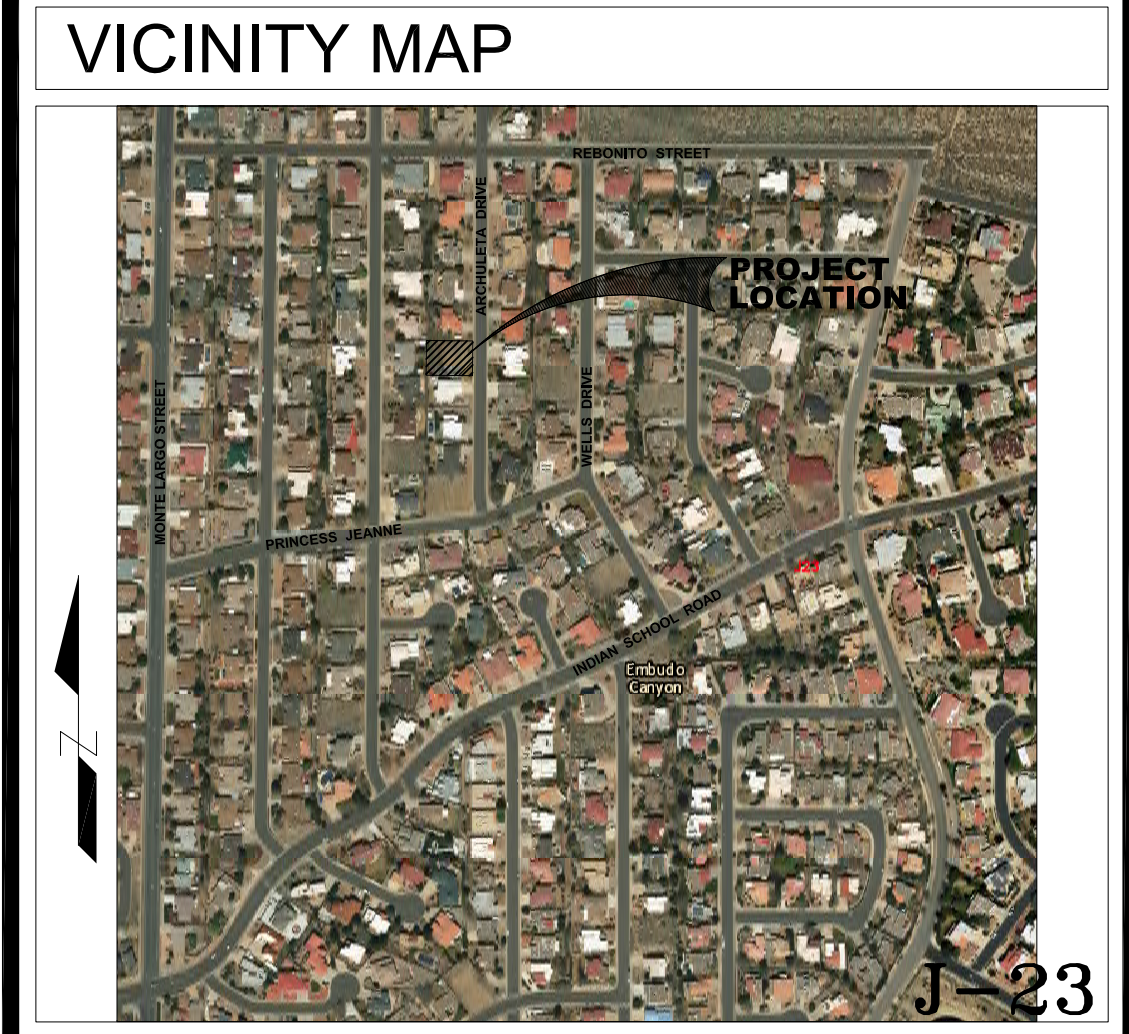 VICINITY MAP
REBONITO STREET
ARCHULETA DRIVE
PROJECT
LOCATION
MONTE LARGO STREET
WELLS DRIVE
PRINCESS JEANNE
J23
INDIAN SCHOOL ROAD
Embudo
Canyon
N
J-23